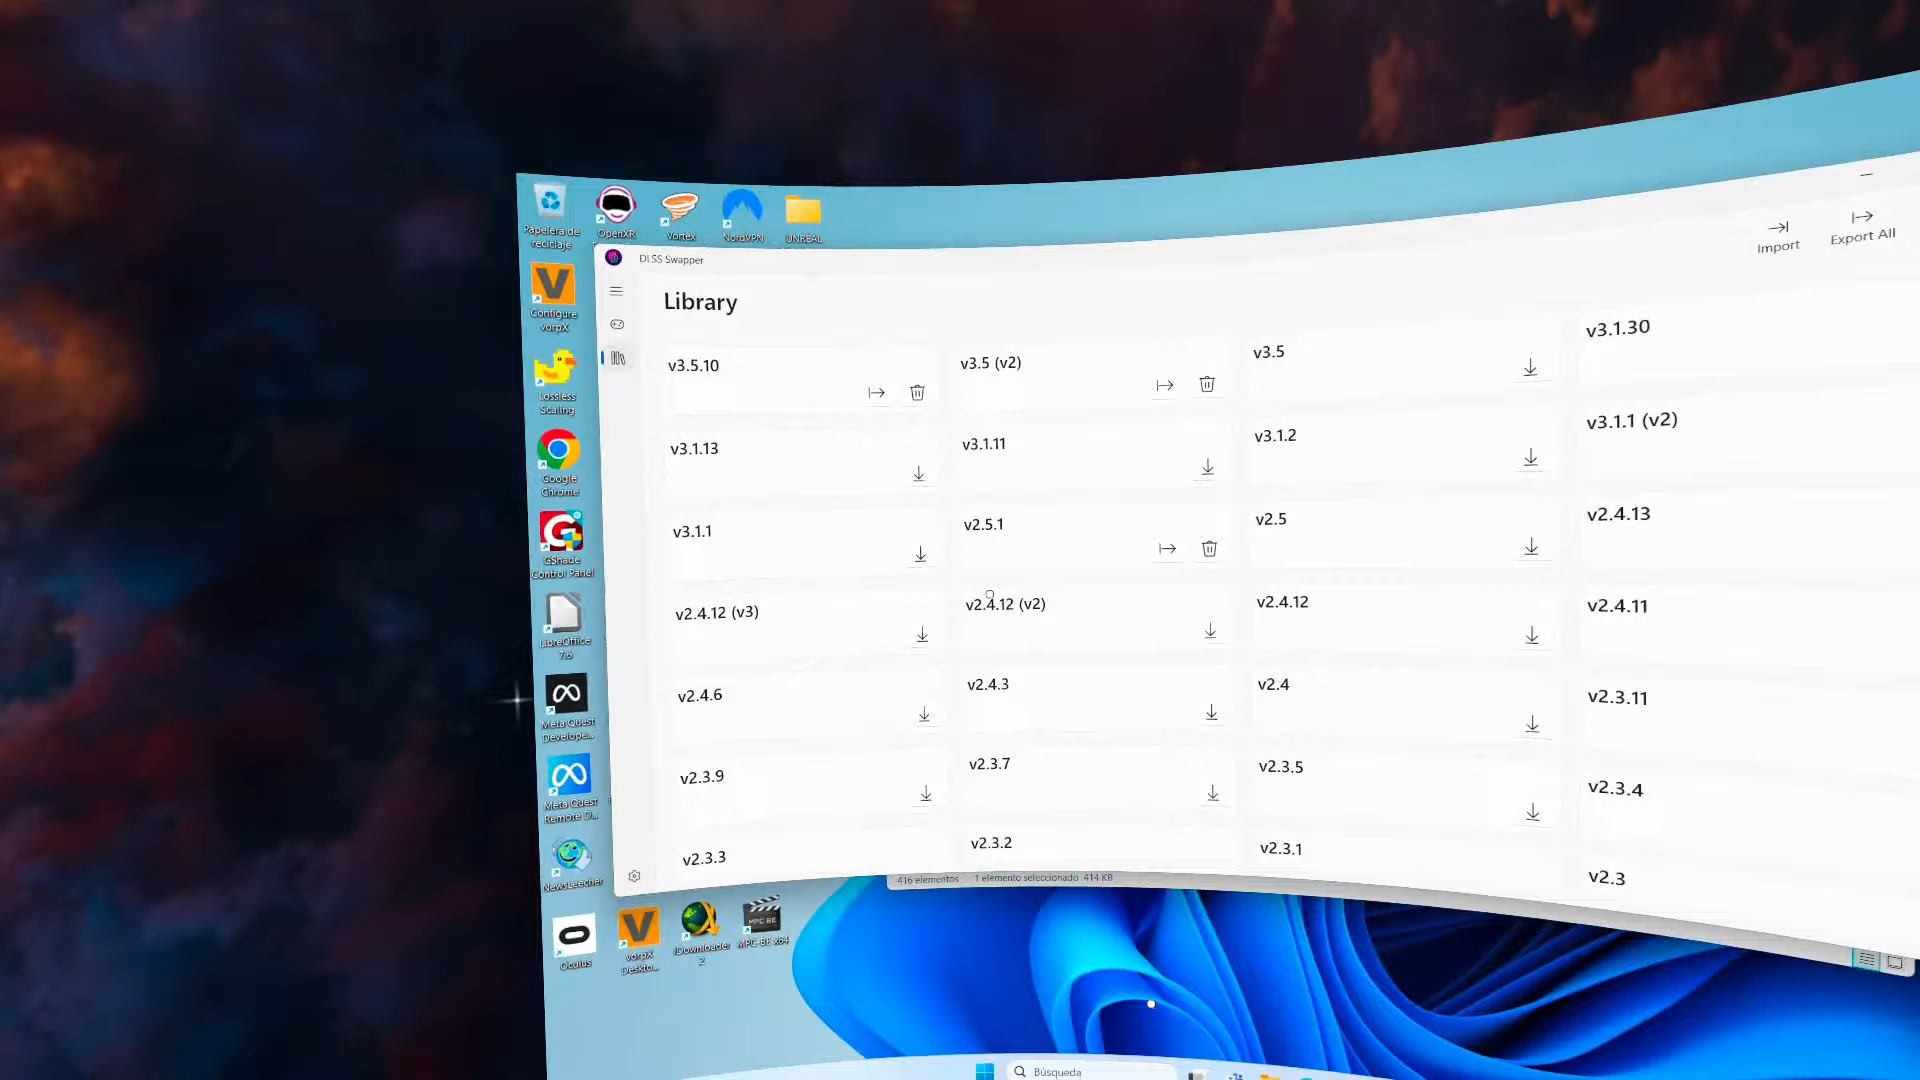 Papelera de
reciclaje
OpenXR
Vortex
NordVPN
UNREAL
Configure
vorpX
Lossless
Scaling
Google
Chrome
GShade
Control Panel
LibreOffice
7.6
Meta Quest
Develope...
Meta Quest
Remote D...
NewsLeecher
Oculus
vorpX
Deskto...
JDownloader
2
MPC-BE x64
MPC BE
DLSS Swapper
Import
Export All
Library
v3.5.10
v3.5 (v2)
v3.5
v3.1.30
v3.1.13
v3.1.11
v3.1.2
v3.1.1 (v2)
v3.1.1
v2.5.1
v2.5
v2.4.13
v2.4.12 (v3)
v2.4.12 (v2)
v2.4.12
v2.4.11
v2.4.6
v2.4.3
v2.4
v2.3.11
v2.3.9
v2.3.7
v2.3.5
v2.3.4
v2.3.3
v2.3.2
v2.3.1
v2.3
416 elementos
1 elemento seleccionado 414 KB
Búsqueda